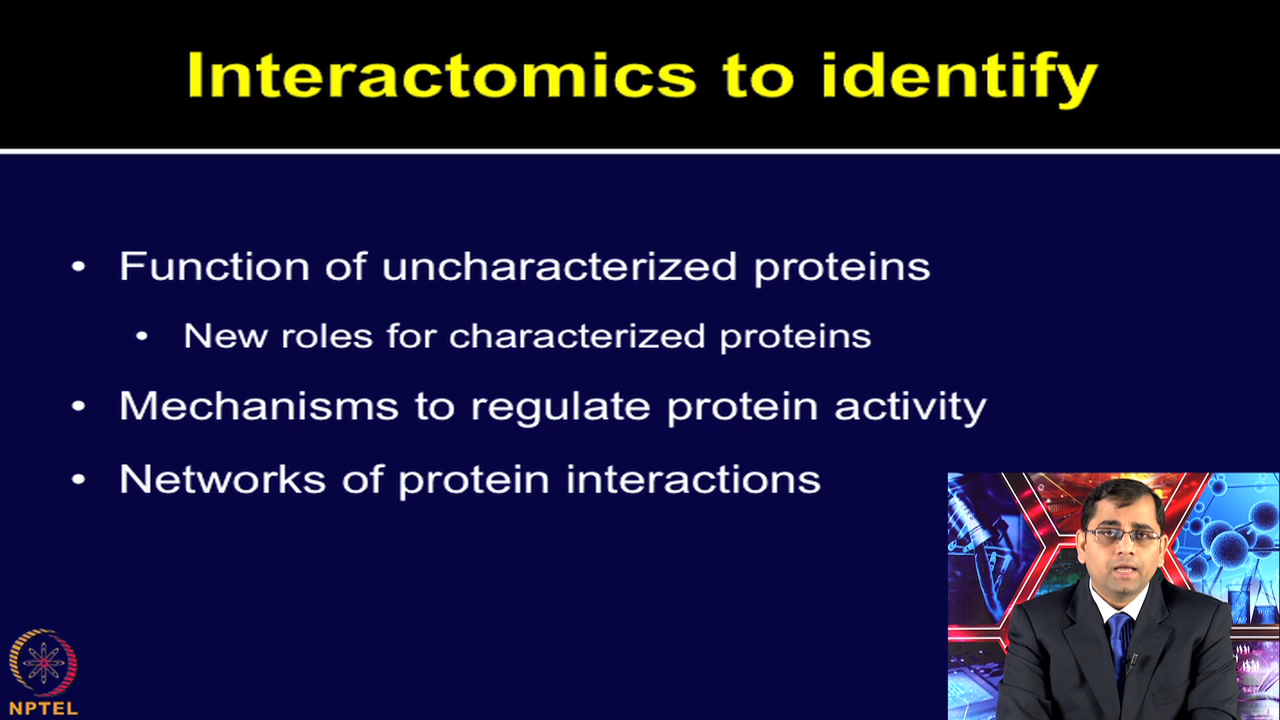 Interactomics to identify
• Function of uncharacterized proteins
• New roles for characterized proteins
• Mechanisms to regulate protein activity
• Networks of protein interactions
NPTEL